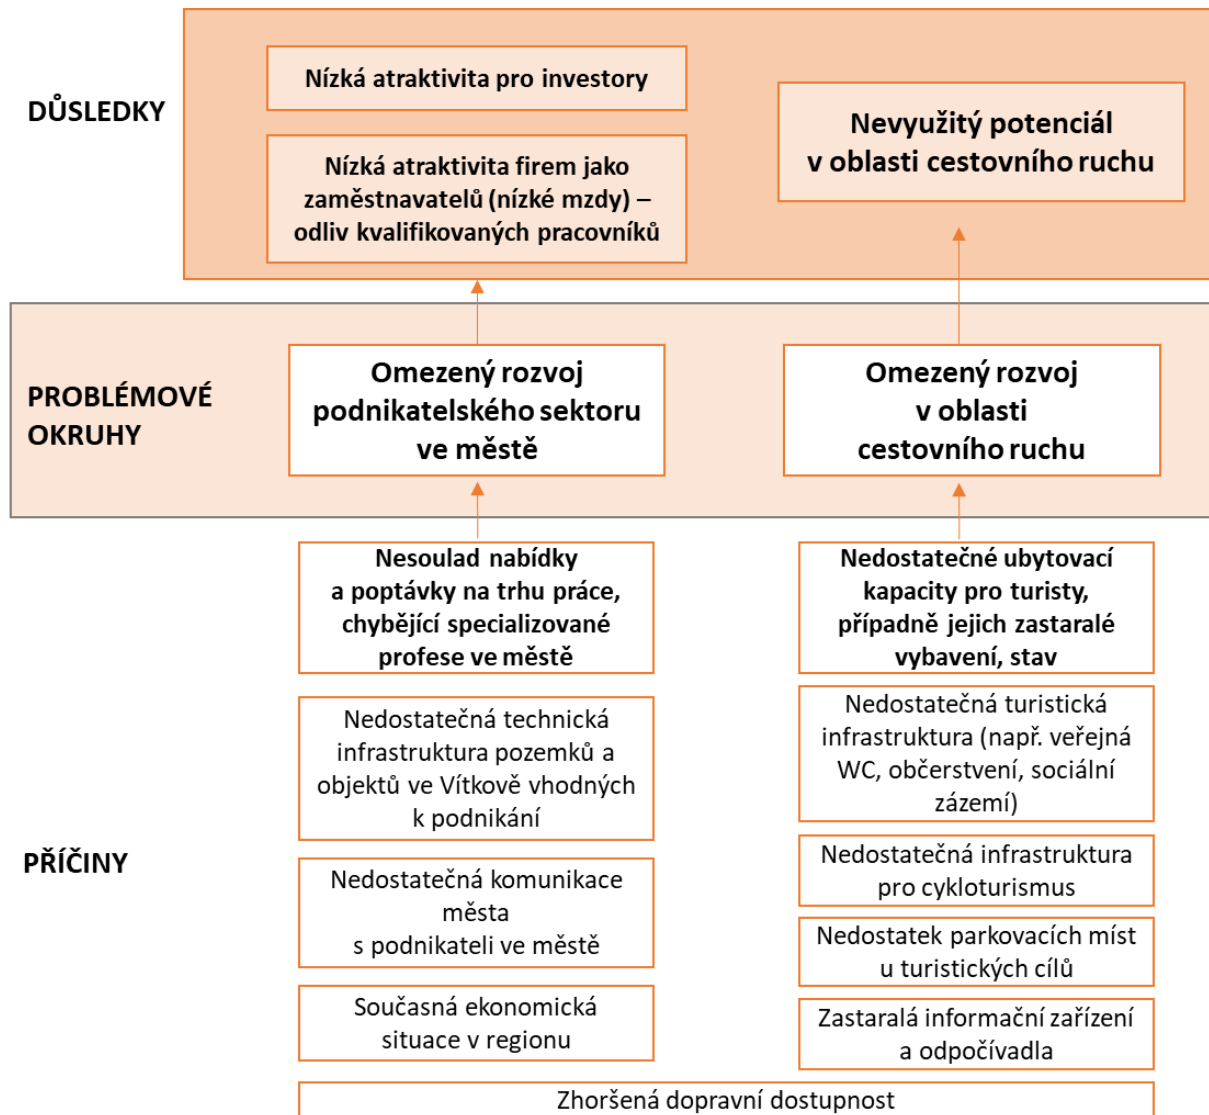 DŮSLEDKY
Nízká atraktivita pro investory
Nízká atraktivita firem jako
zaměstnavatelů (nízké mzdy) –
odliv kvalifikovaných pracovníků
Nevyužitý potenciál
v oblasti cestovního ruchu
PROBLÉMOVÉ
OKRUHY
Omezený rozvoj
podnikatelského sektoru
ve městě
Omezený rozvoj
v oblasti
cestovního ruchu
PŘÍČINY
Nesoulad nabídky
a poptávky na trhu práce,
chybějící specializované
profese ve městě
Nedostatečná technická
infrastruktura pozemků a
objektů ve Vítkově vhodných
k podnikání
Nedostatečná komunikace
města
s podnikateli ve městě
Současná ekonomická
situace v regionu
Nedostatečné ubytovací
kapacity pro turisty,
případně jejich zastaralé
vybavení, stav
Nedostatečná turistická
infrastruktura (např. veřejná
WC, občerstvení, sociální
zázemí)
Nedostatečná infrastruktura
pro cykloturismus
Nedostatek parkovacích míst
u turistických cílů
Zastaralá informační zařízení
a odpočívadla
Zhoršená dopravní dostupnost